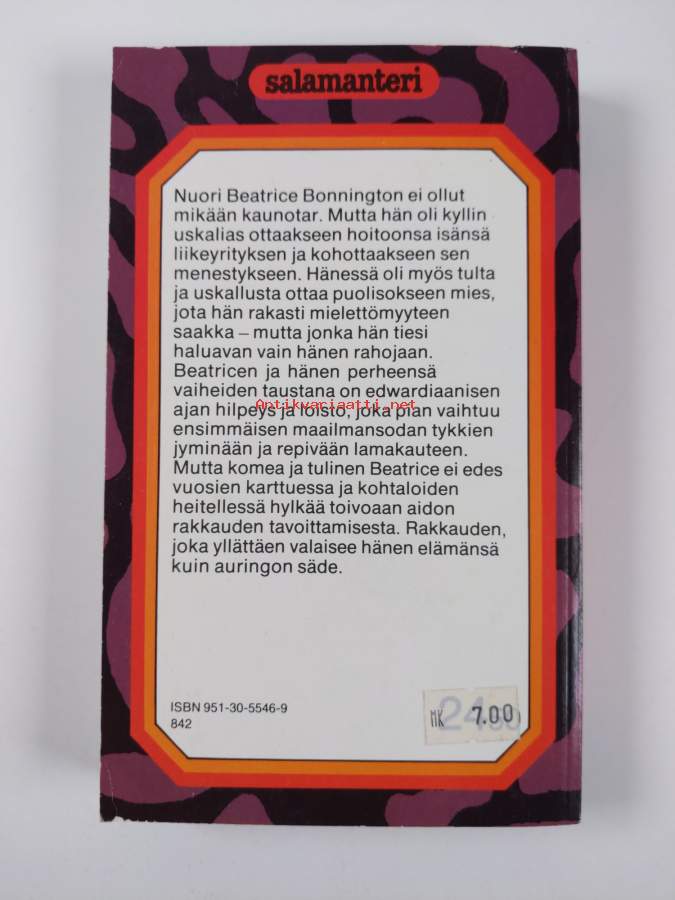 salamanteri
Nuori Beatrice Bonnington ei ollut
mikään kaunotar. Mutta hän oli kyllin
uskalias ottaakseen hoitoonsa isänsä
liikeyrityksen ja kohottaakseen sen
menestykseen. Hänessä oli myös tulta
ja uskallusta ottaa puolisokseen mies,
jota hän rakasti mielettömyyteen
saakka – mutta jonka hän tiesi
haluavan vain hänen rahojaan.
Beatricen ja hänen perheensä
vaiheiden taustana on edwardiaanisen
Antikvariaatti.net
ajan hilpeys ja loisto, joka pian vaihtuu
ensimmäisen maailmansodan tykkien
jyminään ja repivään lamakauteen.
Mutta komea ja tulinen Beatrice ei edes
vuosien karttuessa ja kohtaloiden
heitellessä hylkää toivoaan aidon
rakkauden tavoittamisesta. Rakkauden,
joka yllättäen valaisee hänen elämänsä
kuin auringon säde.
ISBN 951-30-5546-9
842
MK 7.00